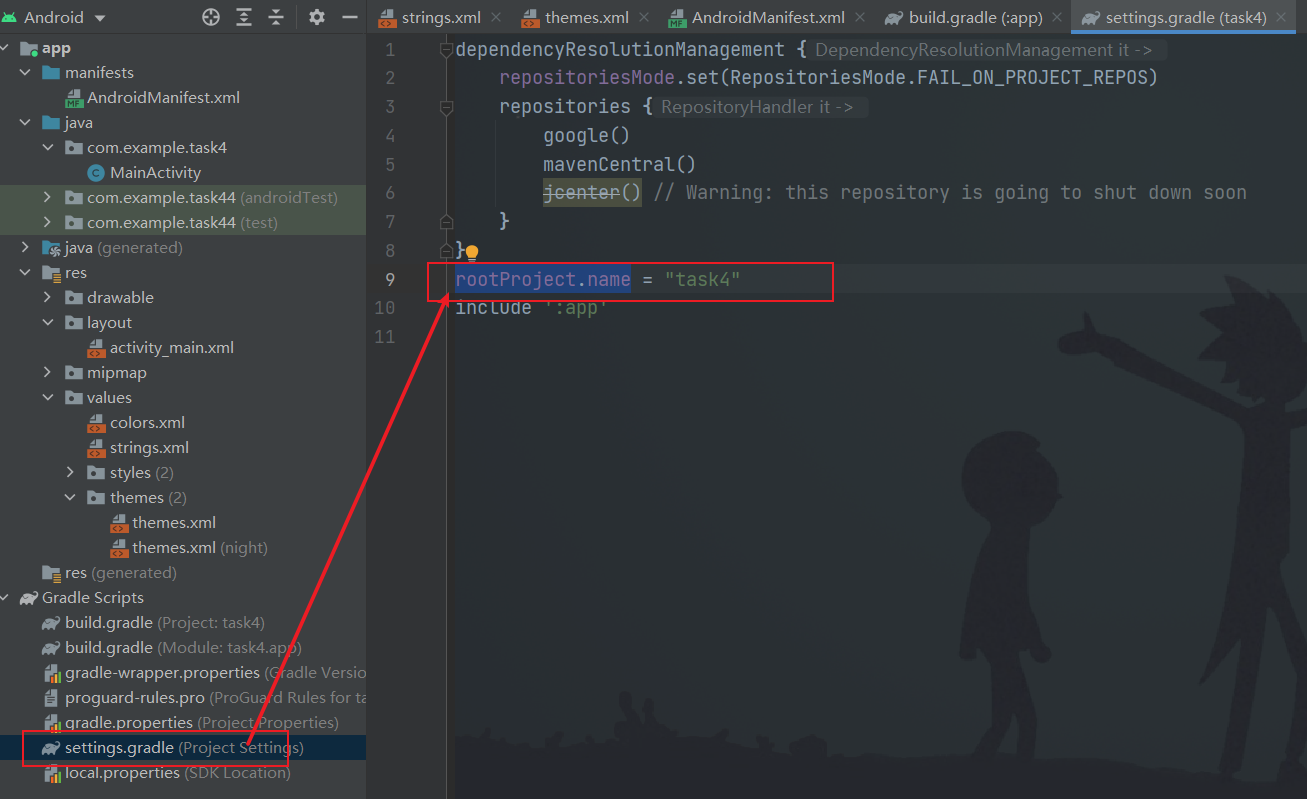 Android
strings.xml
themes.xml
AndroidManifest.xml
build.gradle (:app)
settings.gradle (task4)
app
manifests
AndroidManifest.xml
java
com.example.task4
MainActivity
com.example.task44 (androidTest)
com.example.task44 (test)
java (generated)
res
drawable
layout
activity_main.xml
mipmap
values
colors.xml
strings.xml
styles (2)
themes (2)
themes.xml
themes.xml (night)
res (generated)
Gradle Scripts
build.gradle (Project: task4)
build.gradle (Module: task4.app)
gradle-wrapper.properties (Gradle Versio
proguard-rules.pro (ProGuard Rules for ta
gradle.properties (Project Properties)
settings.gradle (Project Settings)
local.properties (SDK Location)
1 dependencyResolutionManagement { DependencyResolutionManagement it ->
2 repositoriesMode.set(RepositoriesMode.FAIL_ON_PROJECT_REPOS)
3 repositories { RepositoryHandler it ->
4 google()
5 mavenCentral()
6 jcenter() // Warning: this repository is going to shut down soon
7 }
8 }
9 rootProject.name = "task4"
10 include ':app'
11